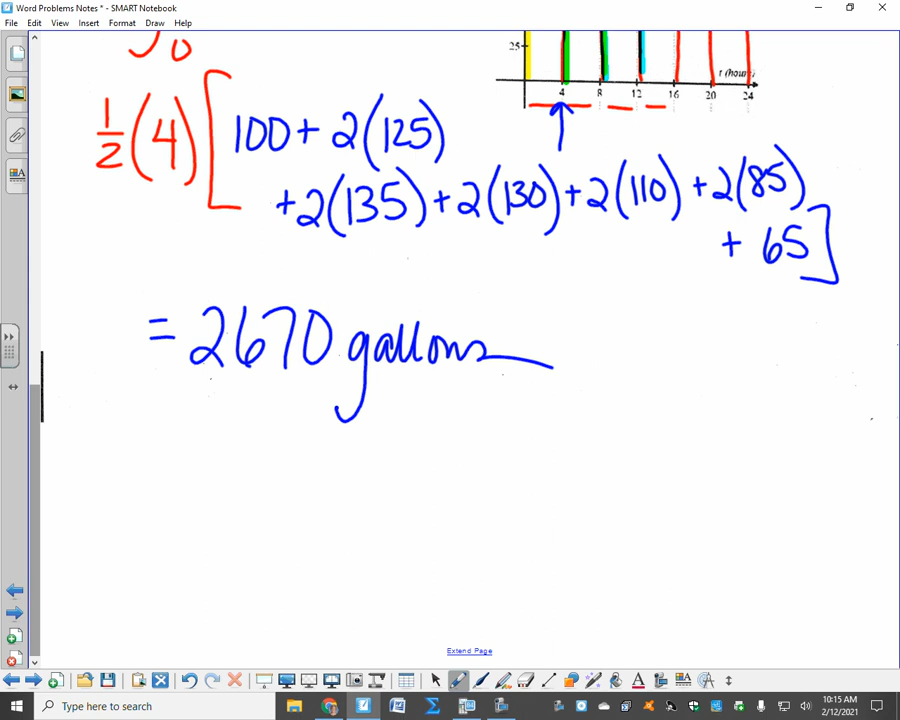 Word Problems Notes * - SMART Notebook
File Edit View Insert Format Draw Help
0
25
t (hours)
4 8 12 16 20 24
1/2 (4) [ 100 + 2(125)
+ 2(135) + 2(130) + 2(110) + 2(85)
+ 65 ]
= 2670 gallons
Extend Page
Type here to search
10:15 AM
2/12/2021